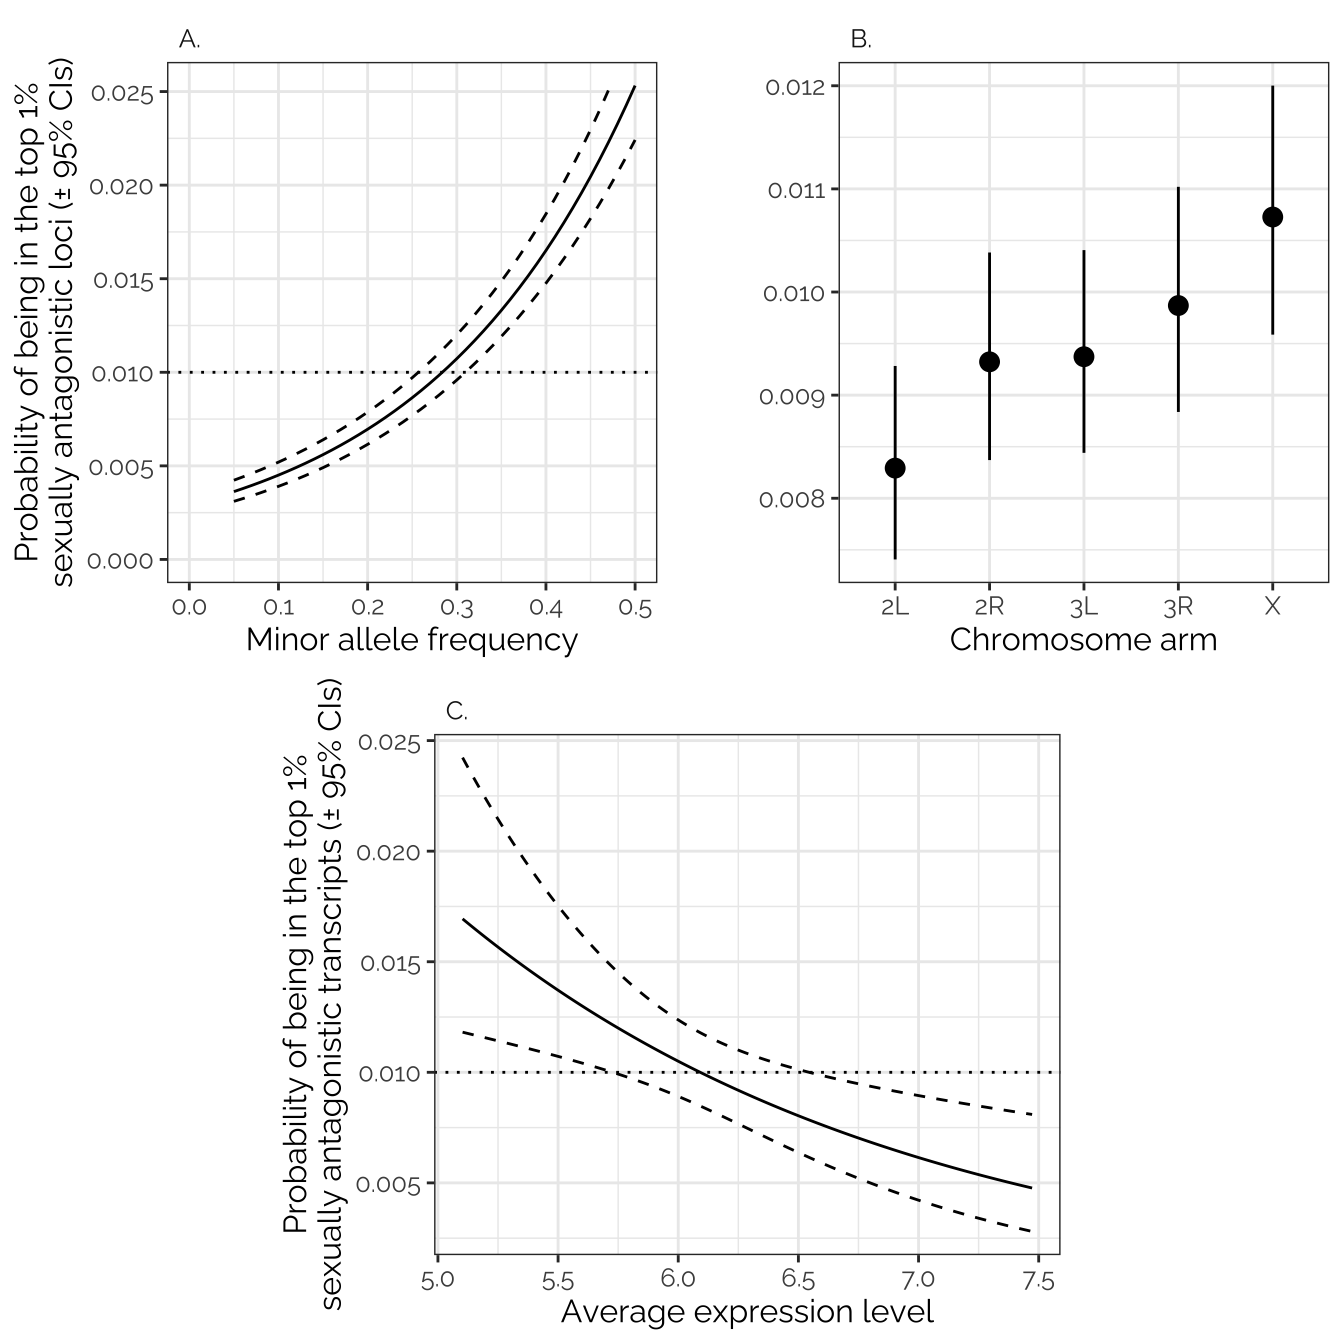 A.
Probability of being in the top 1%
sexually antagonistic loci (± 95% CIs)
0.025
0.020
0.015
0.010
0.005
0.000
0.0 0.1 0.2 0.3 0.4 0.5
Minor allele frequency
B.
0.012
0.011
0.010
0.009
0.008
2L 2R 3L 3R X
Chromosome arm
C.
Probability of being in the top 1%
sexually antagonistic transcripts (± 95% CIs)
0.025
0.020
0.015
0.010
0.005
5.0 5.5 6.0 6.5 7.0 7.5
Average expression level